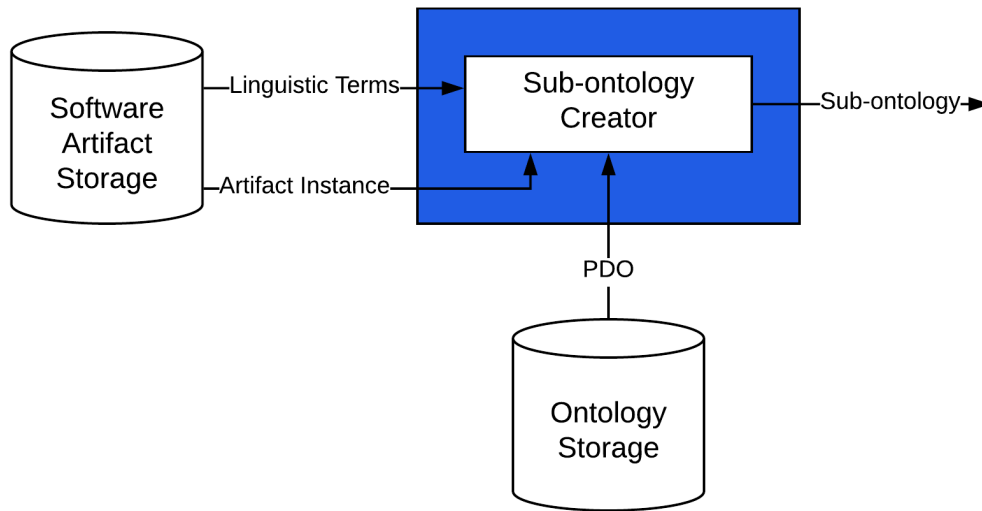 Software
Artifact
Storage
Linguistic Terms
Artifact Instance
Sub-ontology
Creator
Sub-ontology
PDO
Ontology
Storage